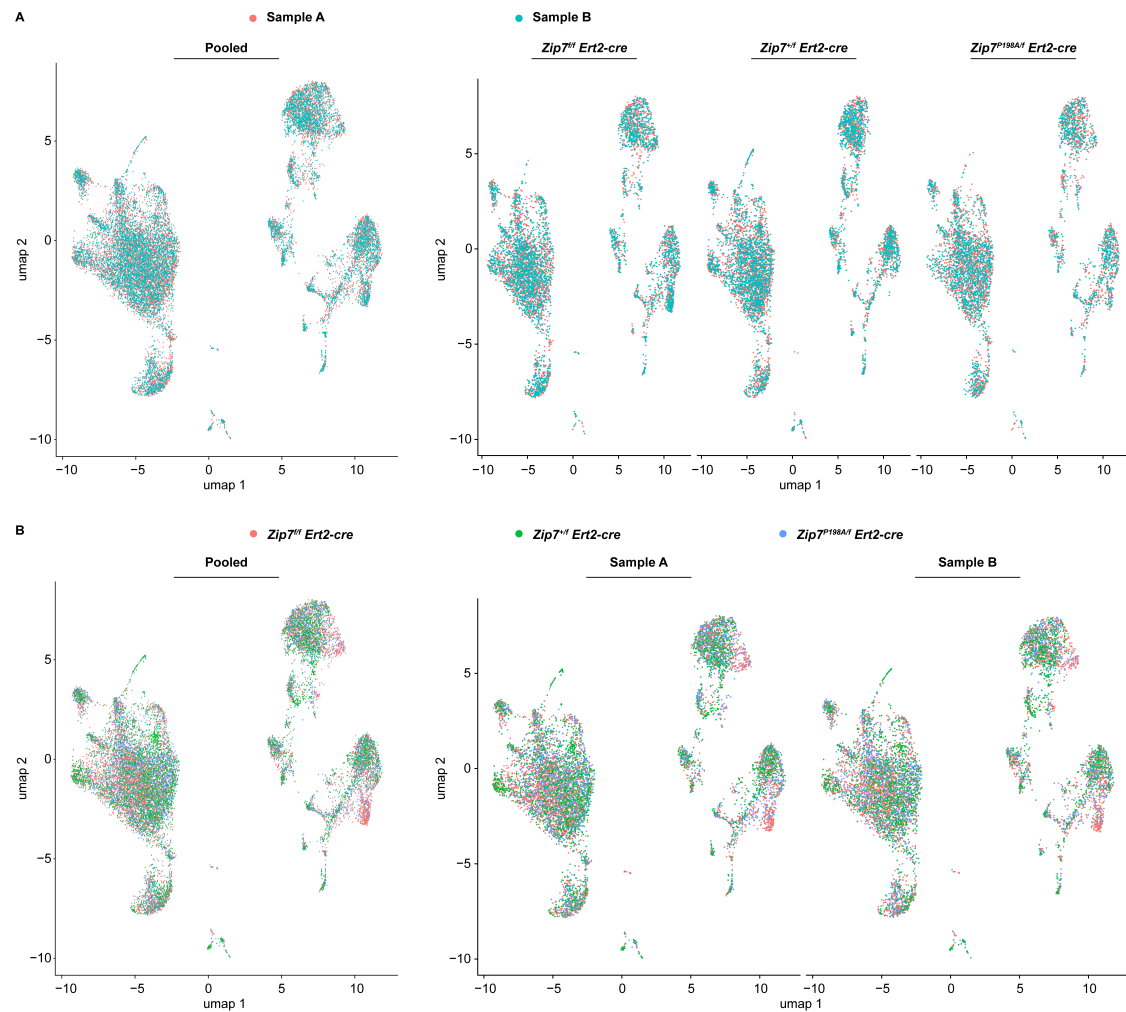 A
Sample A
Sample B
Pooled
Zip7f/f Ert2-cre
Zip7+/f Ert2-cre
Zip7P198A/f Ert2-cre
umap 2
5
0
−5
−10
−10
−5
0
5
10
umap 1
umap 2
5
0
−5
−10
−10
−5
0
5
10
−10
−5
0
5
10
−10
−5
0
5
10
umap 1
B
Zip7f/f Ert2-cre
Zip7+/f Ert2-cre
Zip7P198A/f Ert2-cre
Pooled
Sample A
Sample B
umap 2
5
0
−5
−10
−10
−5
0
5
10
umap 1
umap 2
5
0
−5
−10
−10
−5
0
5
10
−10
−5
0
5
10
umap 1